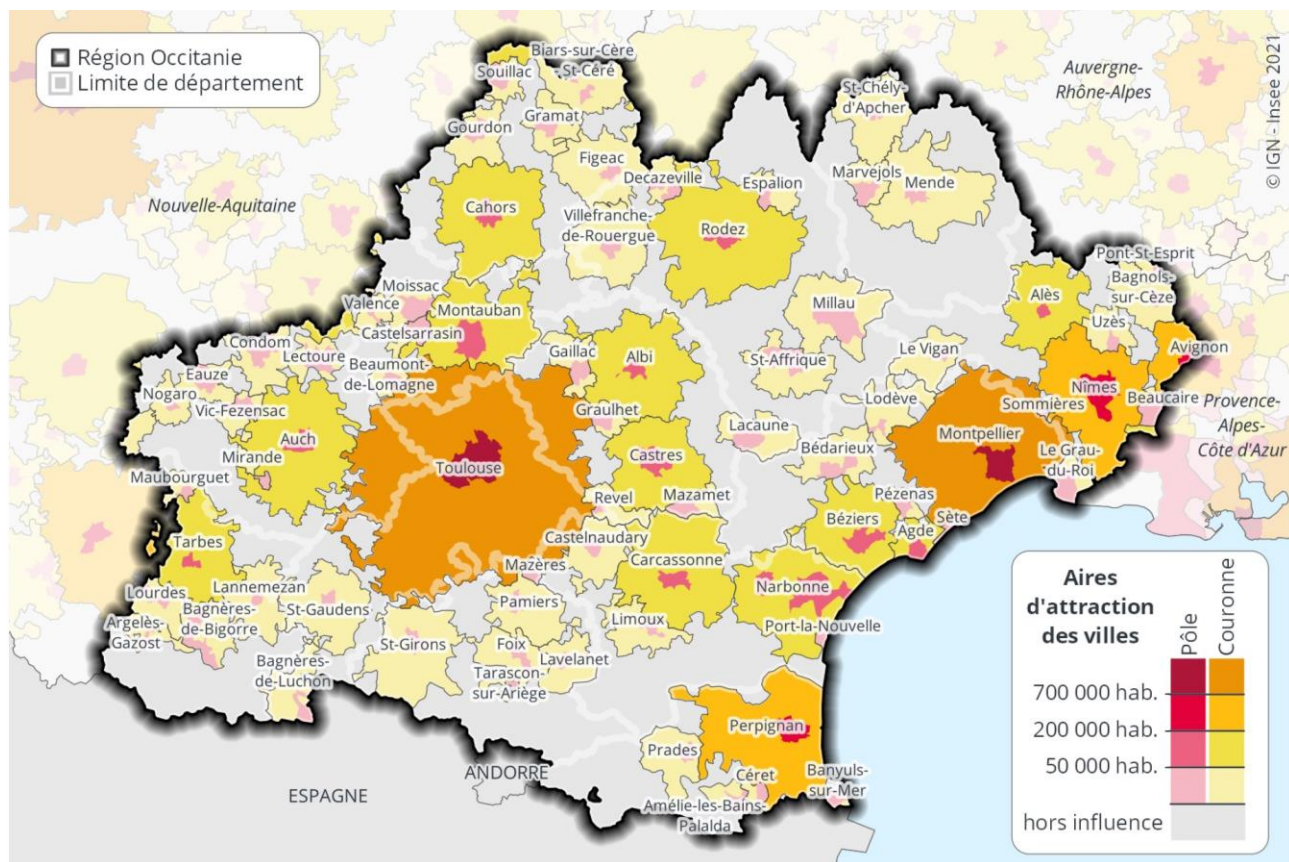 Région Occitanie
Limite de département
Biars-sur-Cère
Souillac
St-Céré
Auvergne-
Rhône-Alpes
© IGN - Insee 2021
St-Chély-
d'Apcher
Gourdon
Gramat
Figeac
Decazeville
Espalion
Marvejols
Mende
Nouvelle-Aquitaine
Cahors
Villefranche-
de-Rouergue
Rodez
Pont-St-Esprit
Bagnols-
sur-Cèze
Moissac
Valence
Montauban
Castelsarrasin
Millau
Alès
Uzès
Condom
Lectoure
Beaumont-
de-Lomagne
Gaillac
Albi
St-Affrique
Le Vigan
Avignon
Eauze
Nogaro
Vic-Fezensac
Graulhet
Lodève
Sommières
Nîmes
Beaucaire
Provence-
Alpes-
Côte d'Azur
Auch
Mirande
Maubourguet
Toulouse
Lacaune
Castres
Bédarieux
Montpellier
Le Grau-
du-Roi
Revel
Mazamet
Pézenas
Tarbes
Castelnaudary
Béziers
Agde
Sète
Mazères
Carcassonne
Narbonne
Lourdes
Lannemezan
Argelès-
Gazost
Bagnères-
de-Bigorre
St-Gaudens
Pamiers
Limoux
Port-la-Nouvelle
St-Girons
Foix
Lavelanet
Bagnères-
de-Luchon
Tarascon-
sur-Ariège
Perpignan
Prades
ANDORRE
Céret
Banyuls-
sur-Mer
ESPAGNE
Amélie-les-Bains-
Palalda
Aires
d'attraction
des villes
Pôle
Couronne
700 000 hab.
200 000 hab.
50 000 hab.
hors influence